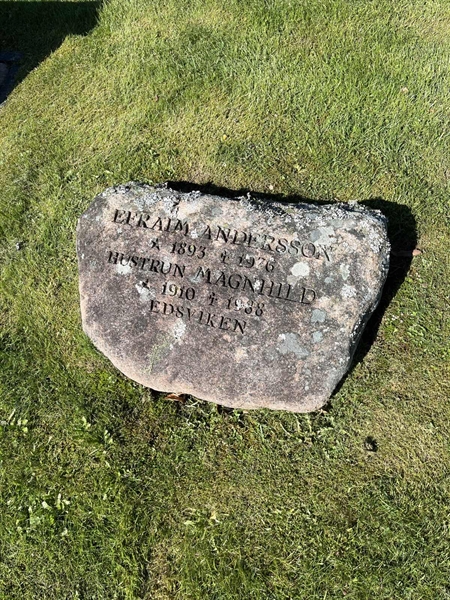 EFRAIM ANDERSSON
* 1893 † 1976
HUSTRUN MAGNHILD
* 1910 † 1988
EDSVIKEN